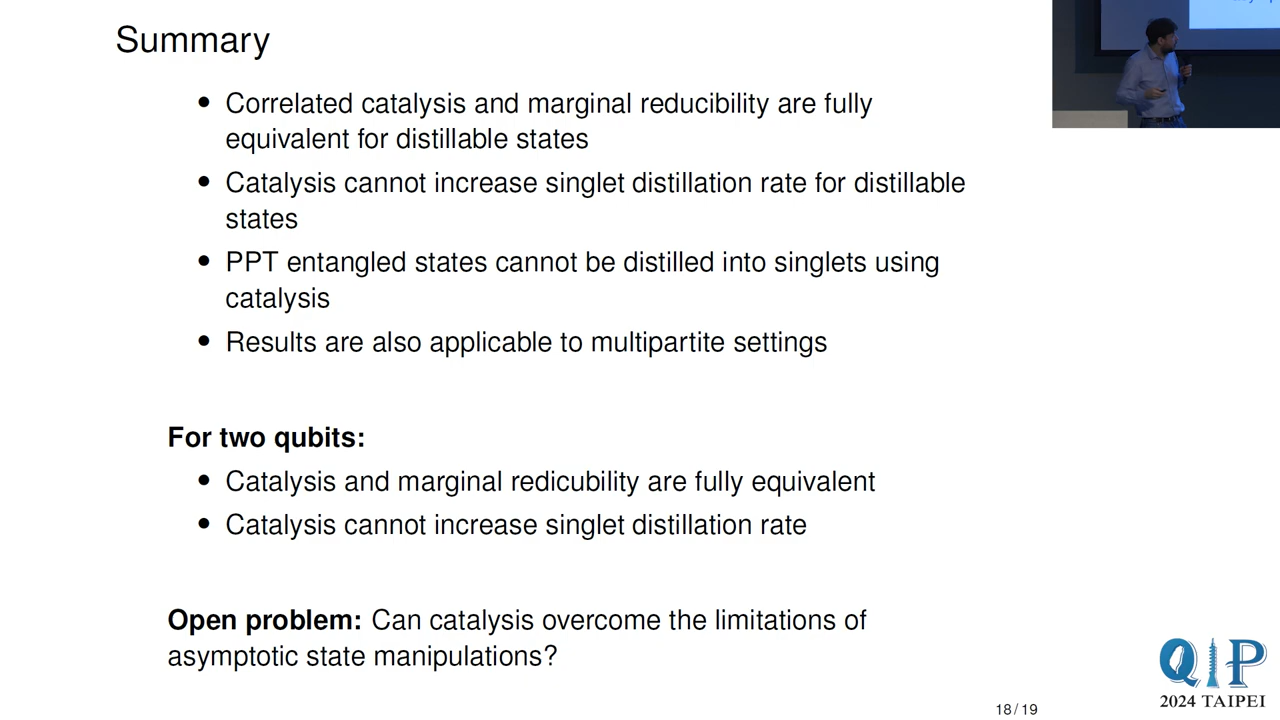 Summary
• Correlated catalysis and marginal reducibility are fully
equivalent for distillable states
• Catalysis cannot increase singlet distillation rate for distillable
states
• PPT entangled states cannot be distilled into singlets using
catalysis
• Results are also applicable to multipartite settings
For two qubits:
• Catalysis and marginal redicubility are fully equivalent
• Catalysis cannot increase singlet distillation rate
Open problem: Can catalysis overcome the limitations of
asymptotic state manipulations?
18 / 19
QIP
2024 TAIPEI